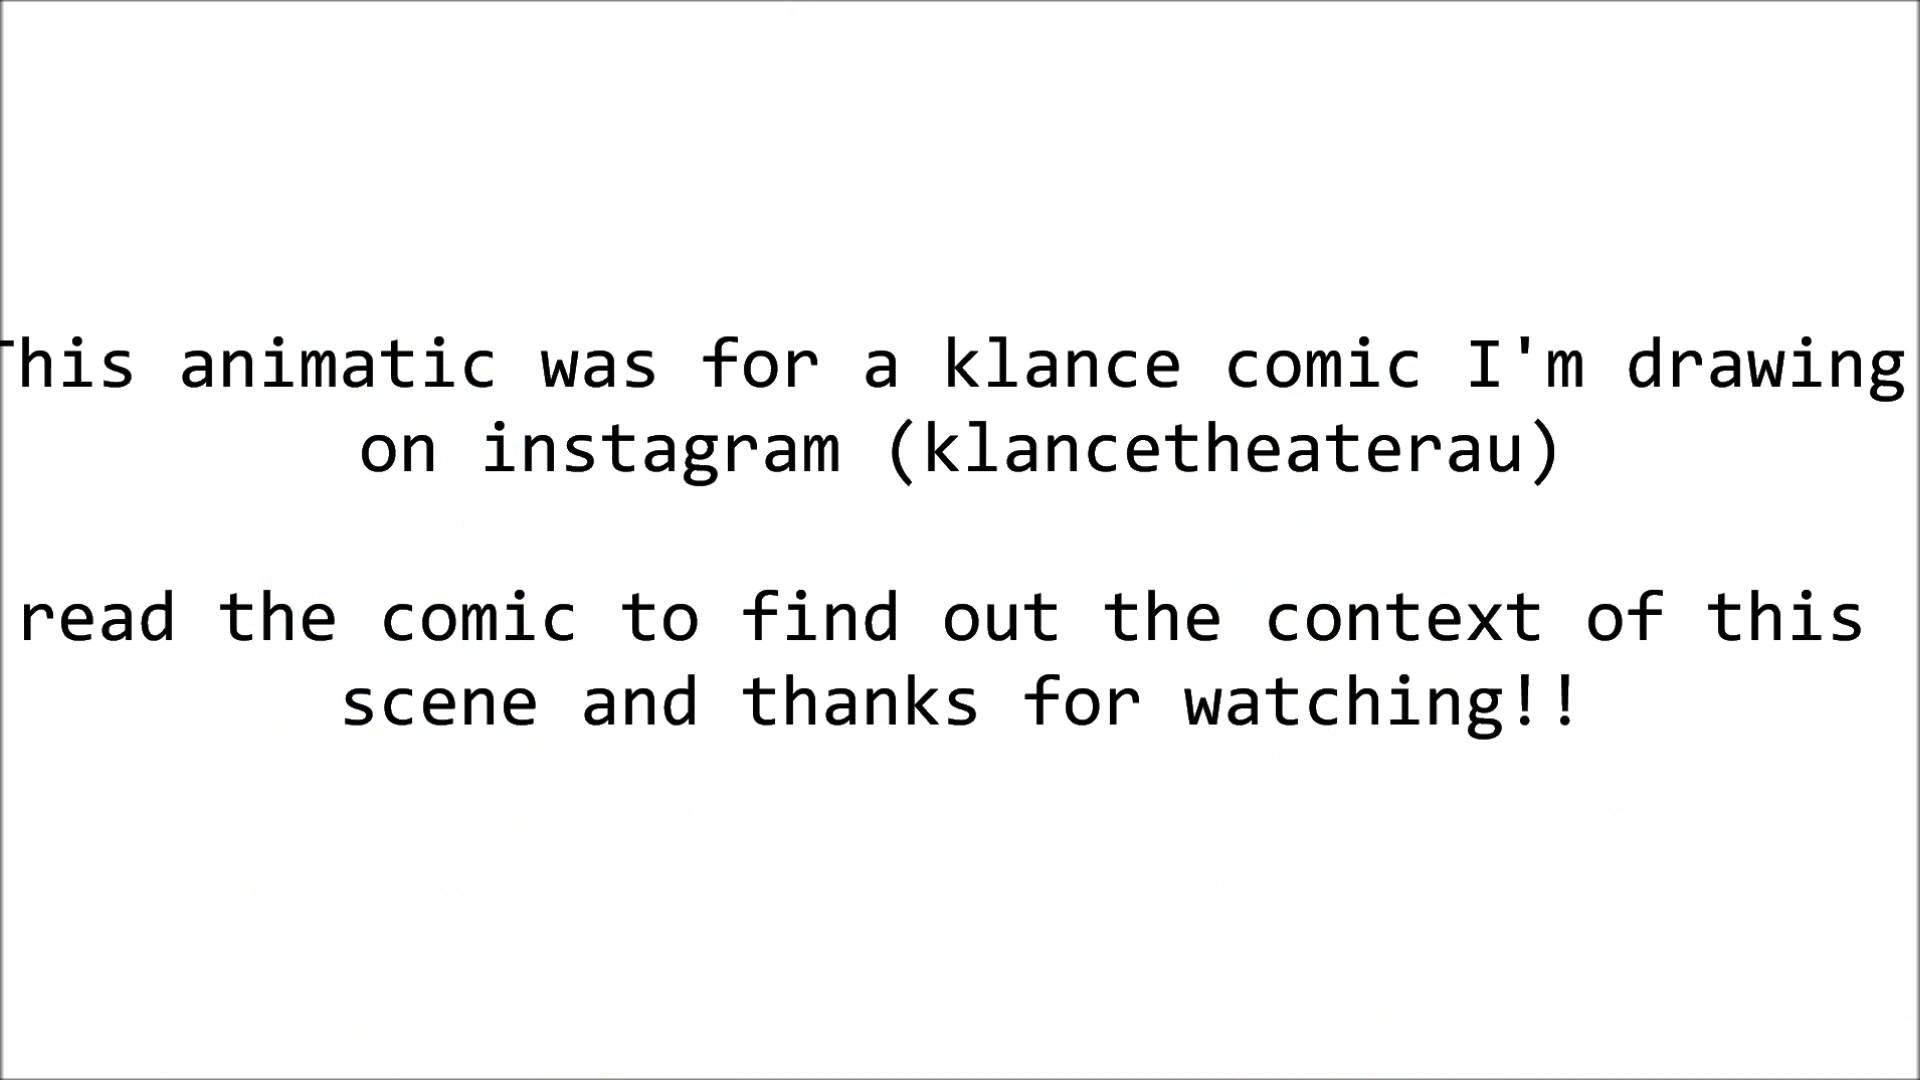 This animatic was for a klance comic I'm drawing
on instagram (klancetheaterau)
read the comic to find out the context of this
scene and thanks for watching!!